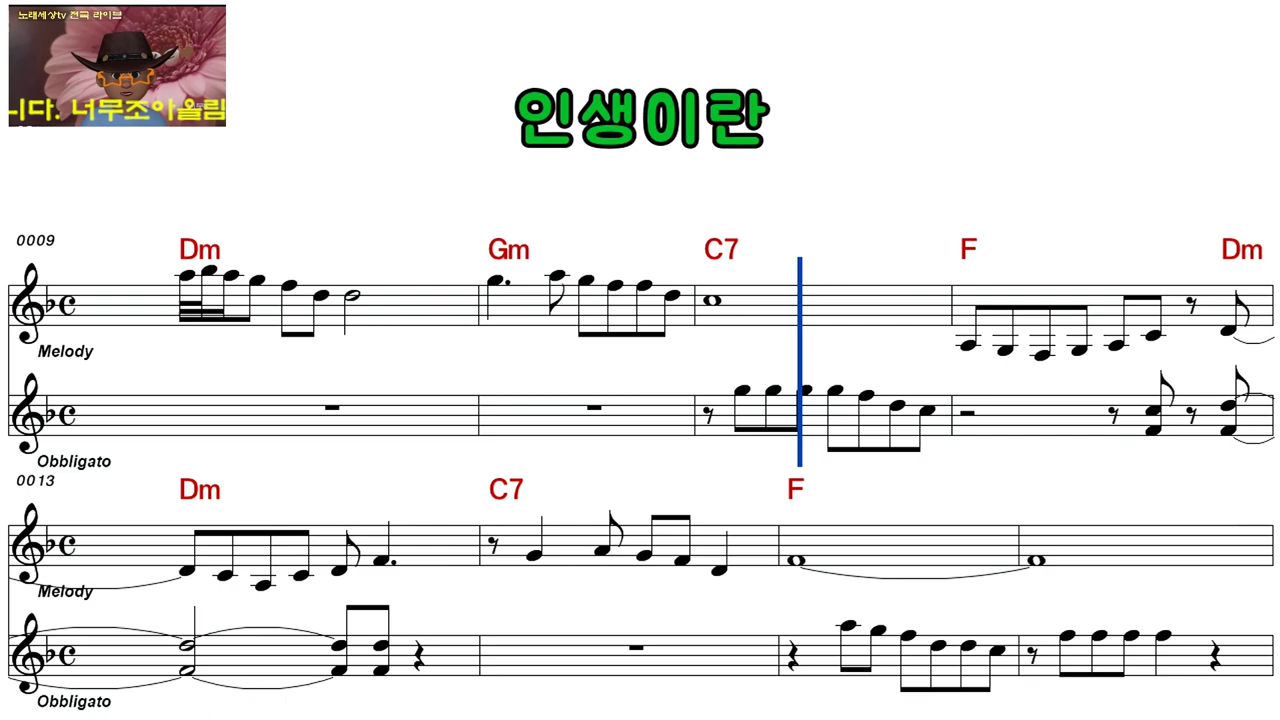 노래세상tv 전국 라이브
니다. 너무조아울림
인생이란
0009
Dm Gm C7 F Dm
Melody
Obbligato
0013
Dm C7 F
Melody
Obbligato